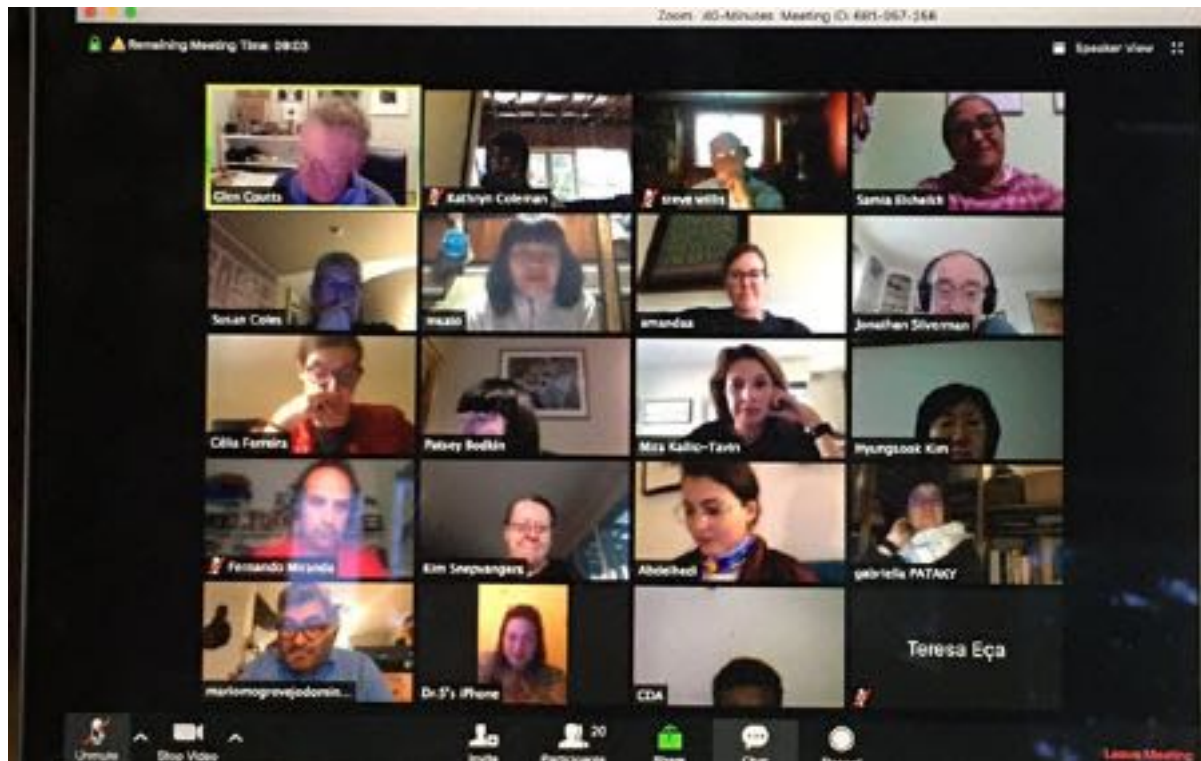 Zoom 40-Minutes Meeting ID: 681-057-258
Remaining Meeting Time: 09:03
Speaker View
Glen Coutts
Kathryn Coleman
steve willis
Samia Elsheikh
Susan Coles
amandaa
Jonathan Silverman
Célia Ferreira
Patsey Bodkin
Mira Kallio-Tavin
Hyungsook Kim
Fernando Miranda
Kim Snepvangers
Abdelhedi
gabriella PATAKY
mariomogrovejodomin...
Dr.S's iPhone
CDA
Teresa Eça
Unmute
Stop Video
Invite
Participants
20
Share
Chat
Record
Leave Meeting